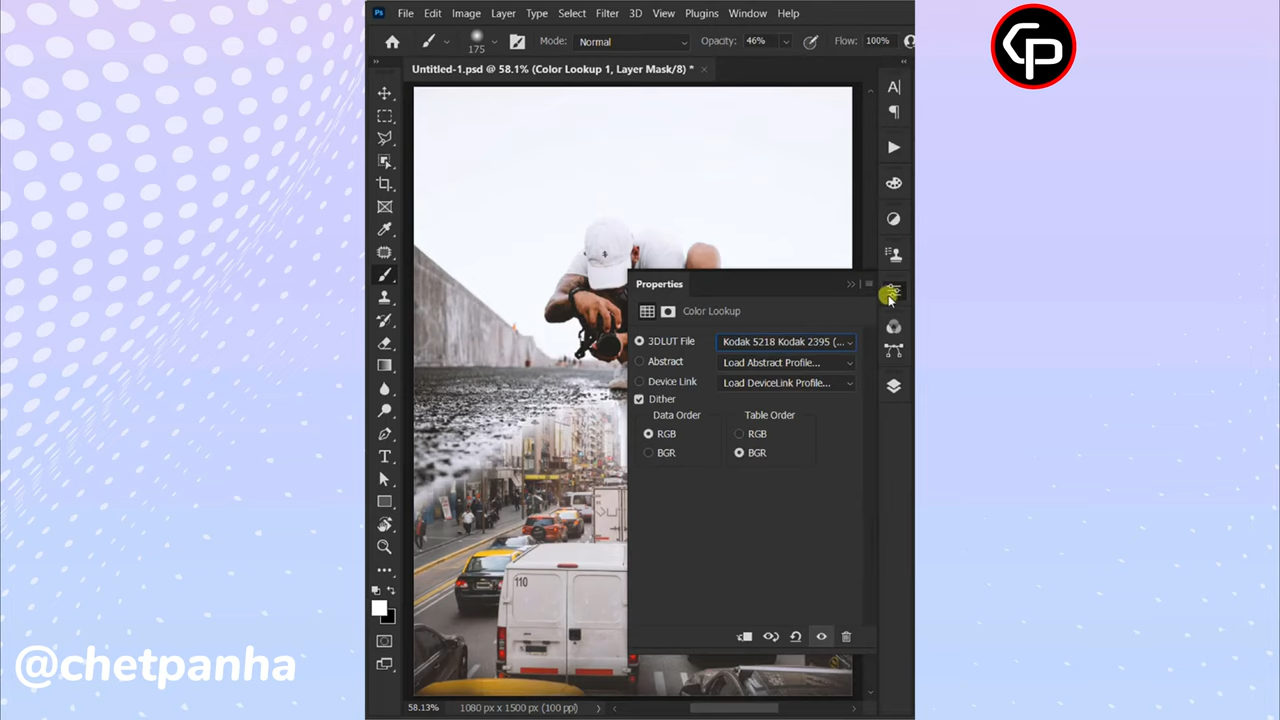 Ps File Edit Image Layer Type Select Filter 3D View Plugins Window Help
175 Mode: Normal Opacity: 46% Flow: 100%
Untitled-1.psd @ 58.1% (Color Lookup 1, Layer Mask/8) *
CP
Properties
Color Lookup
3DLUT File Kodak 5218 Kodak 2395 (...
Abstract Load Abstract Profile...
Device Link Load DeviceLink Profile...
Dither
Data Order Table Order
RGB RGB
BGR BGR
110
58.13% 1080 px x 1500 px (100 ppi)
@chetpanha